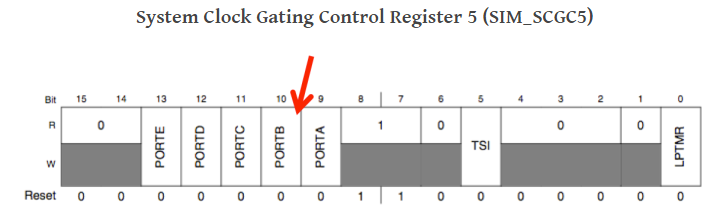 System Clock Gating Control Register 5 (SIM_SCGC5)
Bit 15 14 13 12 11 10 9 8 7 6 5 4 3 2 1 0
R 0 PORTE PORTD PORTC PORTB PORTA 1 0 TSI 0 0 LPTMR
W
Reset 0 0 0 0 0 0 0 1 1 0 0 0 0 0 0 0